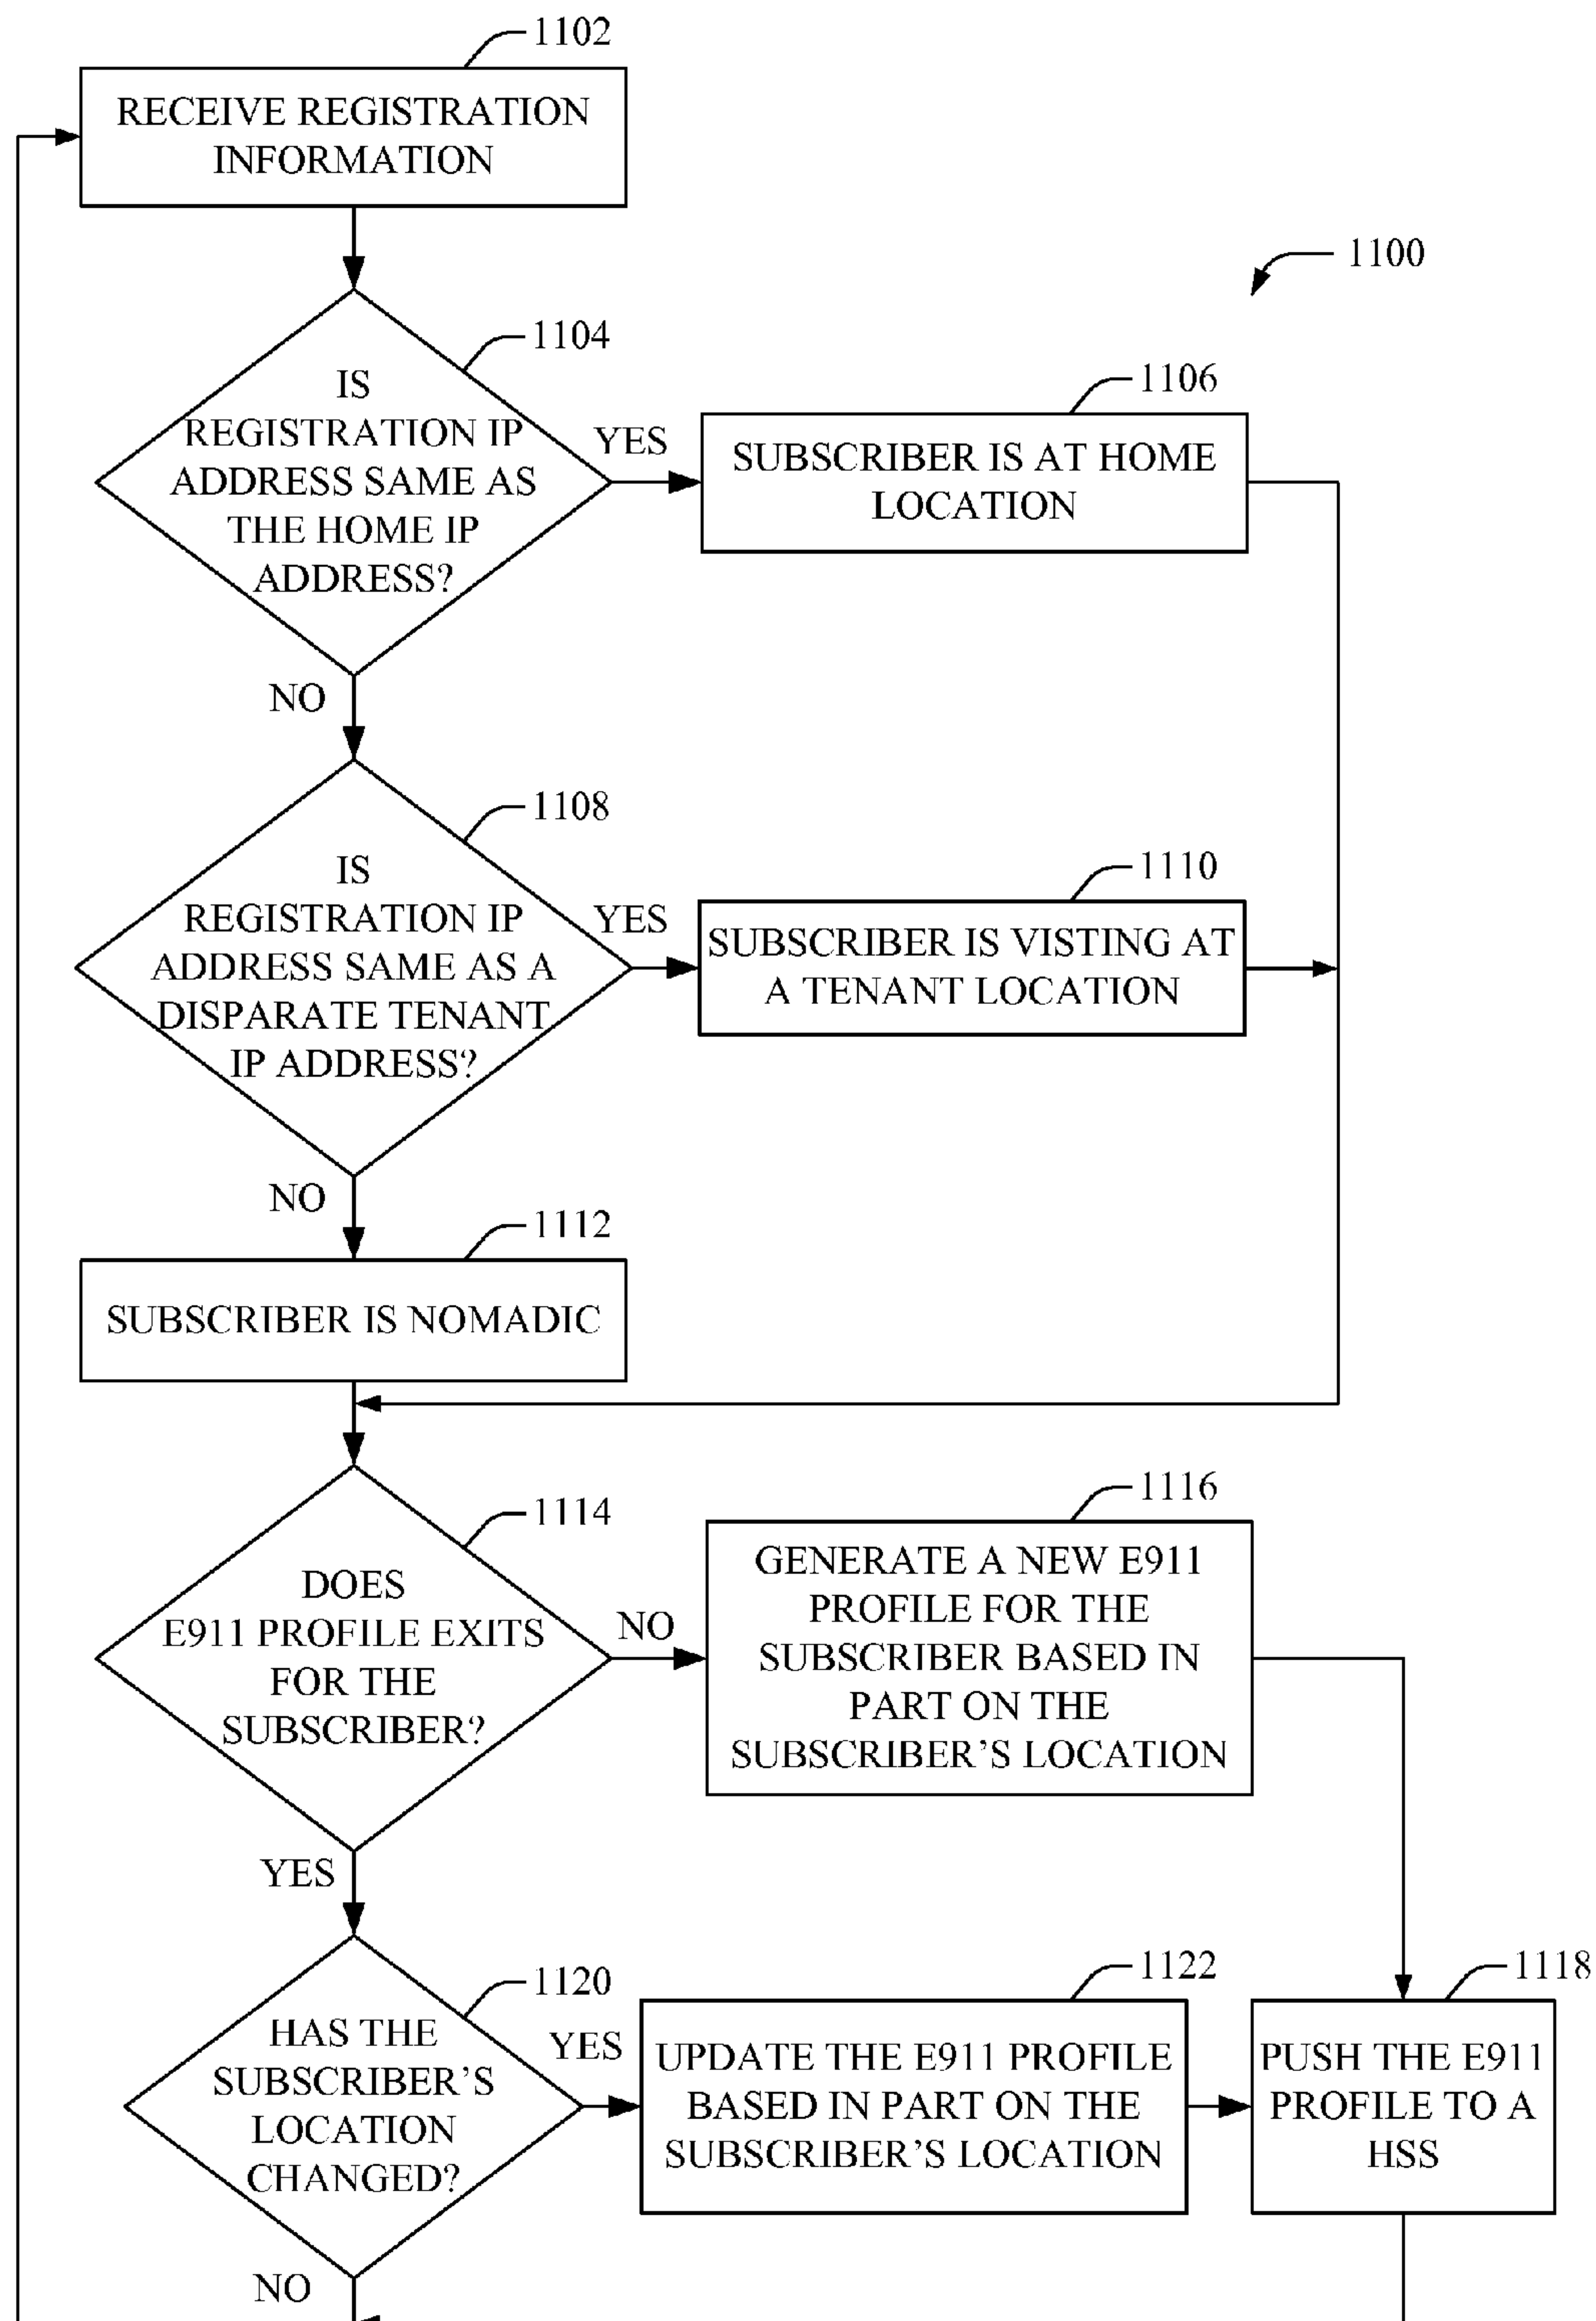 1102
RECEIVE REGISTRATION
INFORMATION
1100
1104
IS
REGISTRATION IP
ADDRESS SAME AS
THE HOME IP
ADDRESS?
YES
1106
SUBSCRIBER IS AT HOME
LOCATION
NO
1108
IS
REGISTRATION IP
ADDRESS SAME AS A
DISPARATE TENANT
IP ADDRESS?
YES
1110
SUBSCRIBER IS VISTING AT
A TENANT LOCATION
NO
1112
SUBSCRIBER IS NOMADIC
1114
DOES
E911 PROFILE EXITS
FOR THE
SUBSCRIBER?
NO
1116
GENERATE A NEW E911
PROFILE FOR THE
SUBSCRIBER BASED IN
PART ON THE
SUBSCRIBER'S LOCATION
YES
1120
HAS THE
SUBSCRIBER'S
LOCATION
CHANGED?
YES
1122
UPDATE THE E911 PROFILE
BASED IN PART ON THE
SUBSCRIBER'S LOCATION
1118
PUSH THE E911
PROFILE TO A
HSS
NO